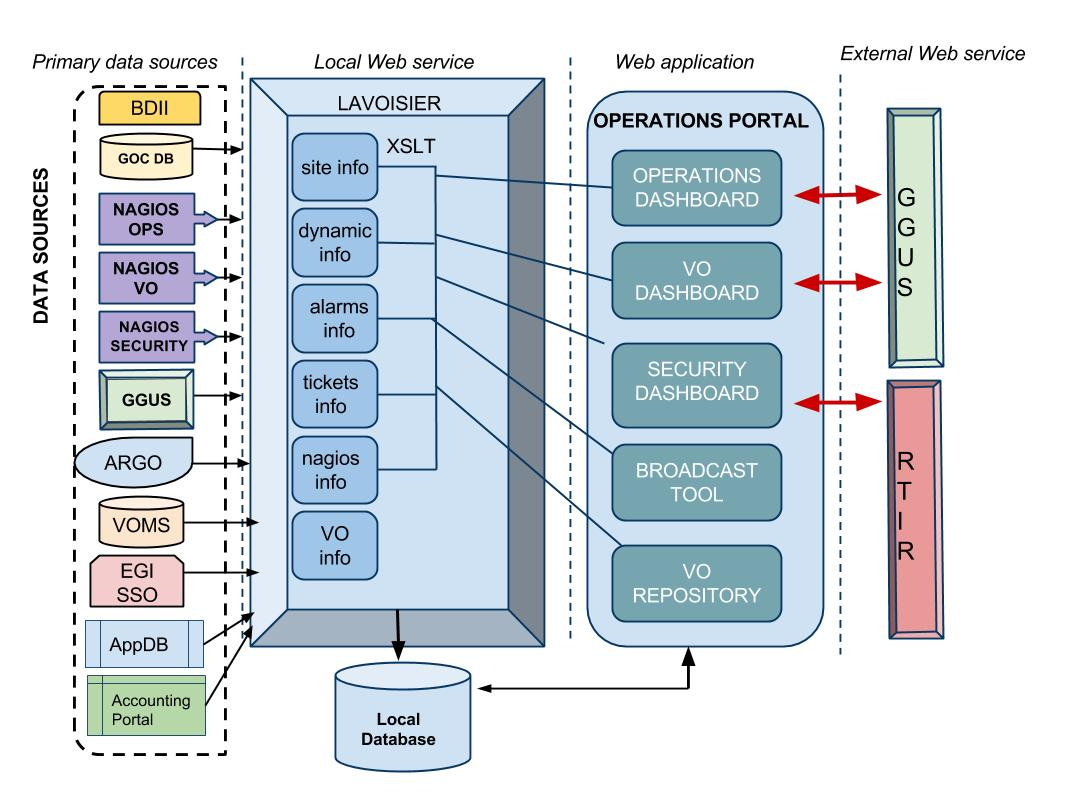 Primary data sources
Local Web service
Web application
External Web service
DATA SOURCES
BDII
GOC DB
NAGIOS
OPS
NAGIOS
VO
NAGIOS
SECURITY
GGUS
ARGO
VOMS
EGI
SSO
AppDB
Accounting
Portal
LAVOISIER
XSLT
site info
dynamic
info
alarms
info
tickets
info
nagios
info
VO
info
Local
Database
OPERATIONS PORTAL
OPERATIONS
DASHBOARD
VO
DASHBOARD
SECURITY
DASHBOARD
BROADCAST
TOOL
VO
REPOSITORY
G
G
U
S
R
T
I
R